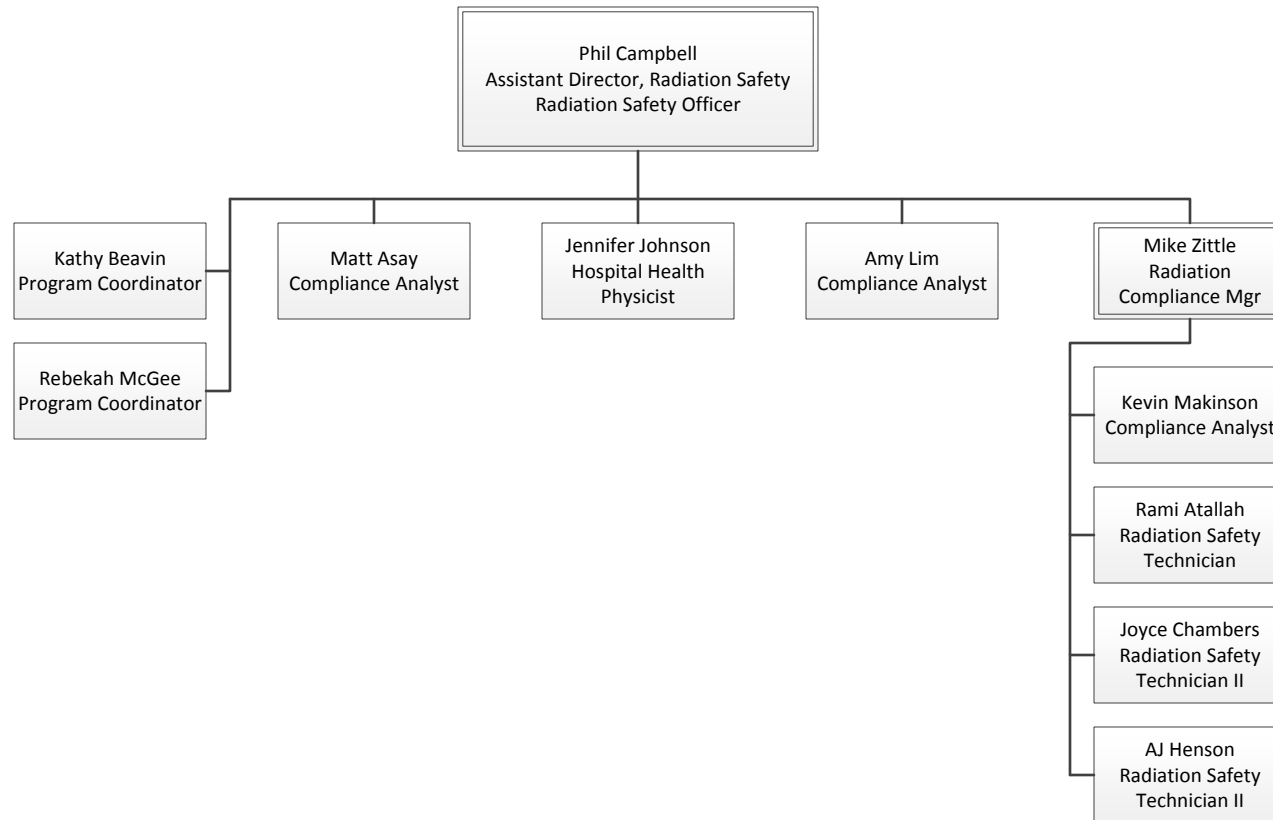 Phil Campbell
Assistant Director, Radiation Safety
Radiation Safety Officer
Kathy Beavin
Program Coordinator
Matt Asay
Compliance Analyst
Jennifer Johnson
Hospital Health
Physicist
Amy Lim
Compliance Analyst
Mike Zittle
Radiation
Compliance Mgr
Rebekah McGee
Program Coordinator
Kevin Makinson
Compliance Analyst
Rami Atallah
Radiation Safety
Technician
Joyce Chambers
Radiation Safety
Technician II
AJ Henson
Radiation Safety
Technician II